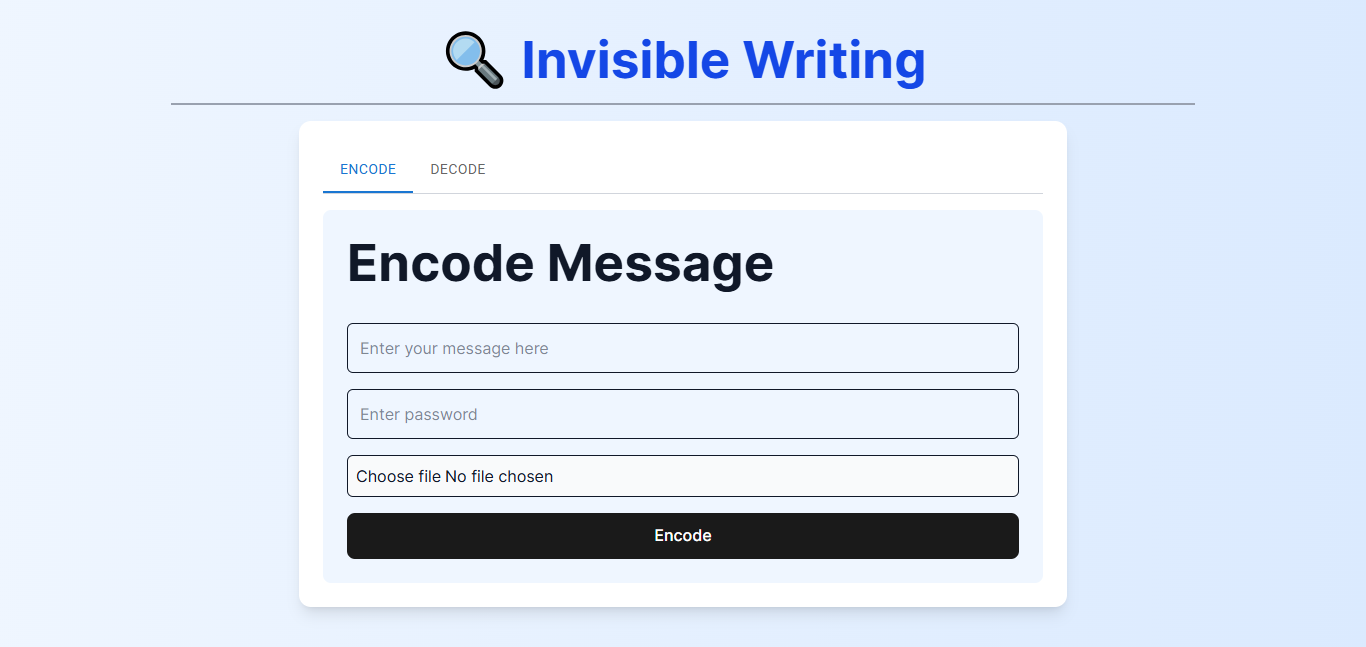 Invisible Writing
ENCODE DECODE
Encode Message
Enter your message here
Enter password
Choose file No file chosen
Encode